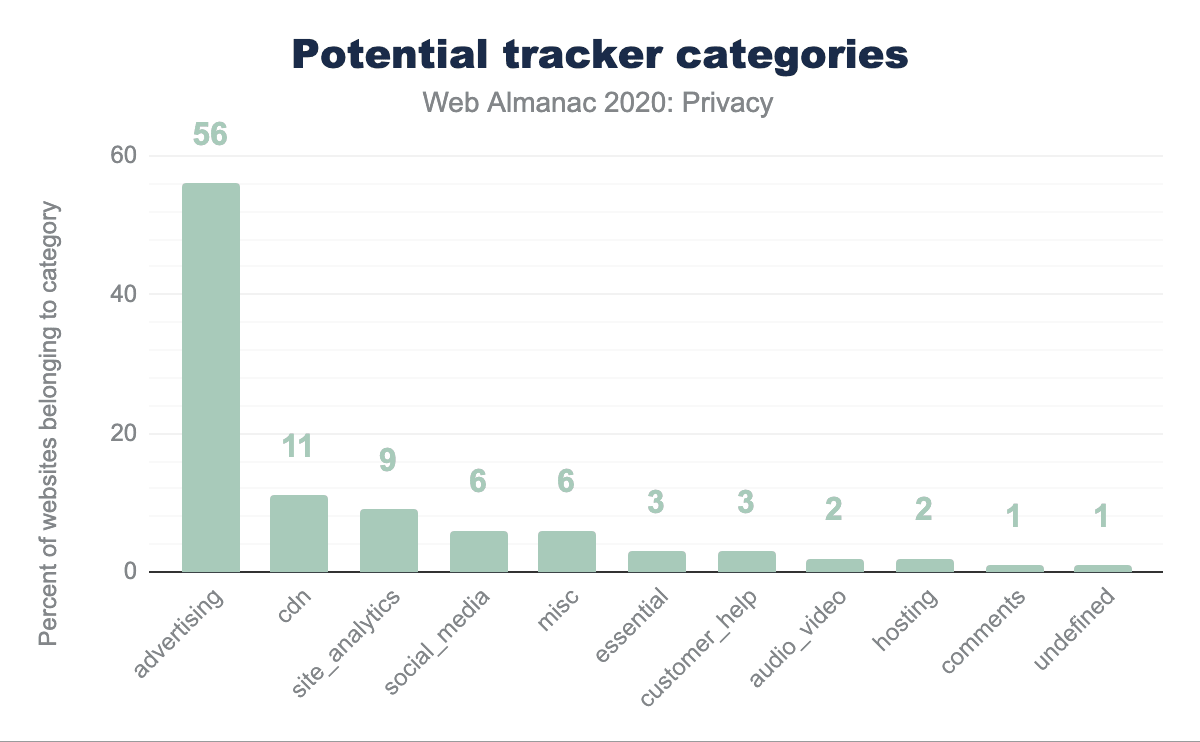 Potential tracker categories
Web Almanac 2020: Privacy
Percent of websites belonging to category
60
40
20
0
56
11
9
6
6
3
3
2
2
1
1
advertising
cdn
site_analytics
social_media
misc
essential
customer_help
audio_video
hosting
comments
undefined